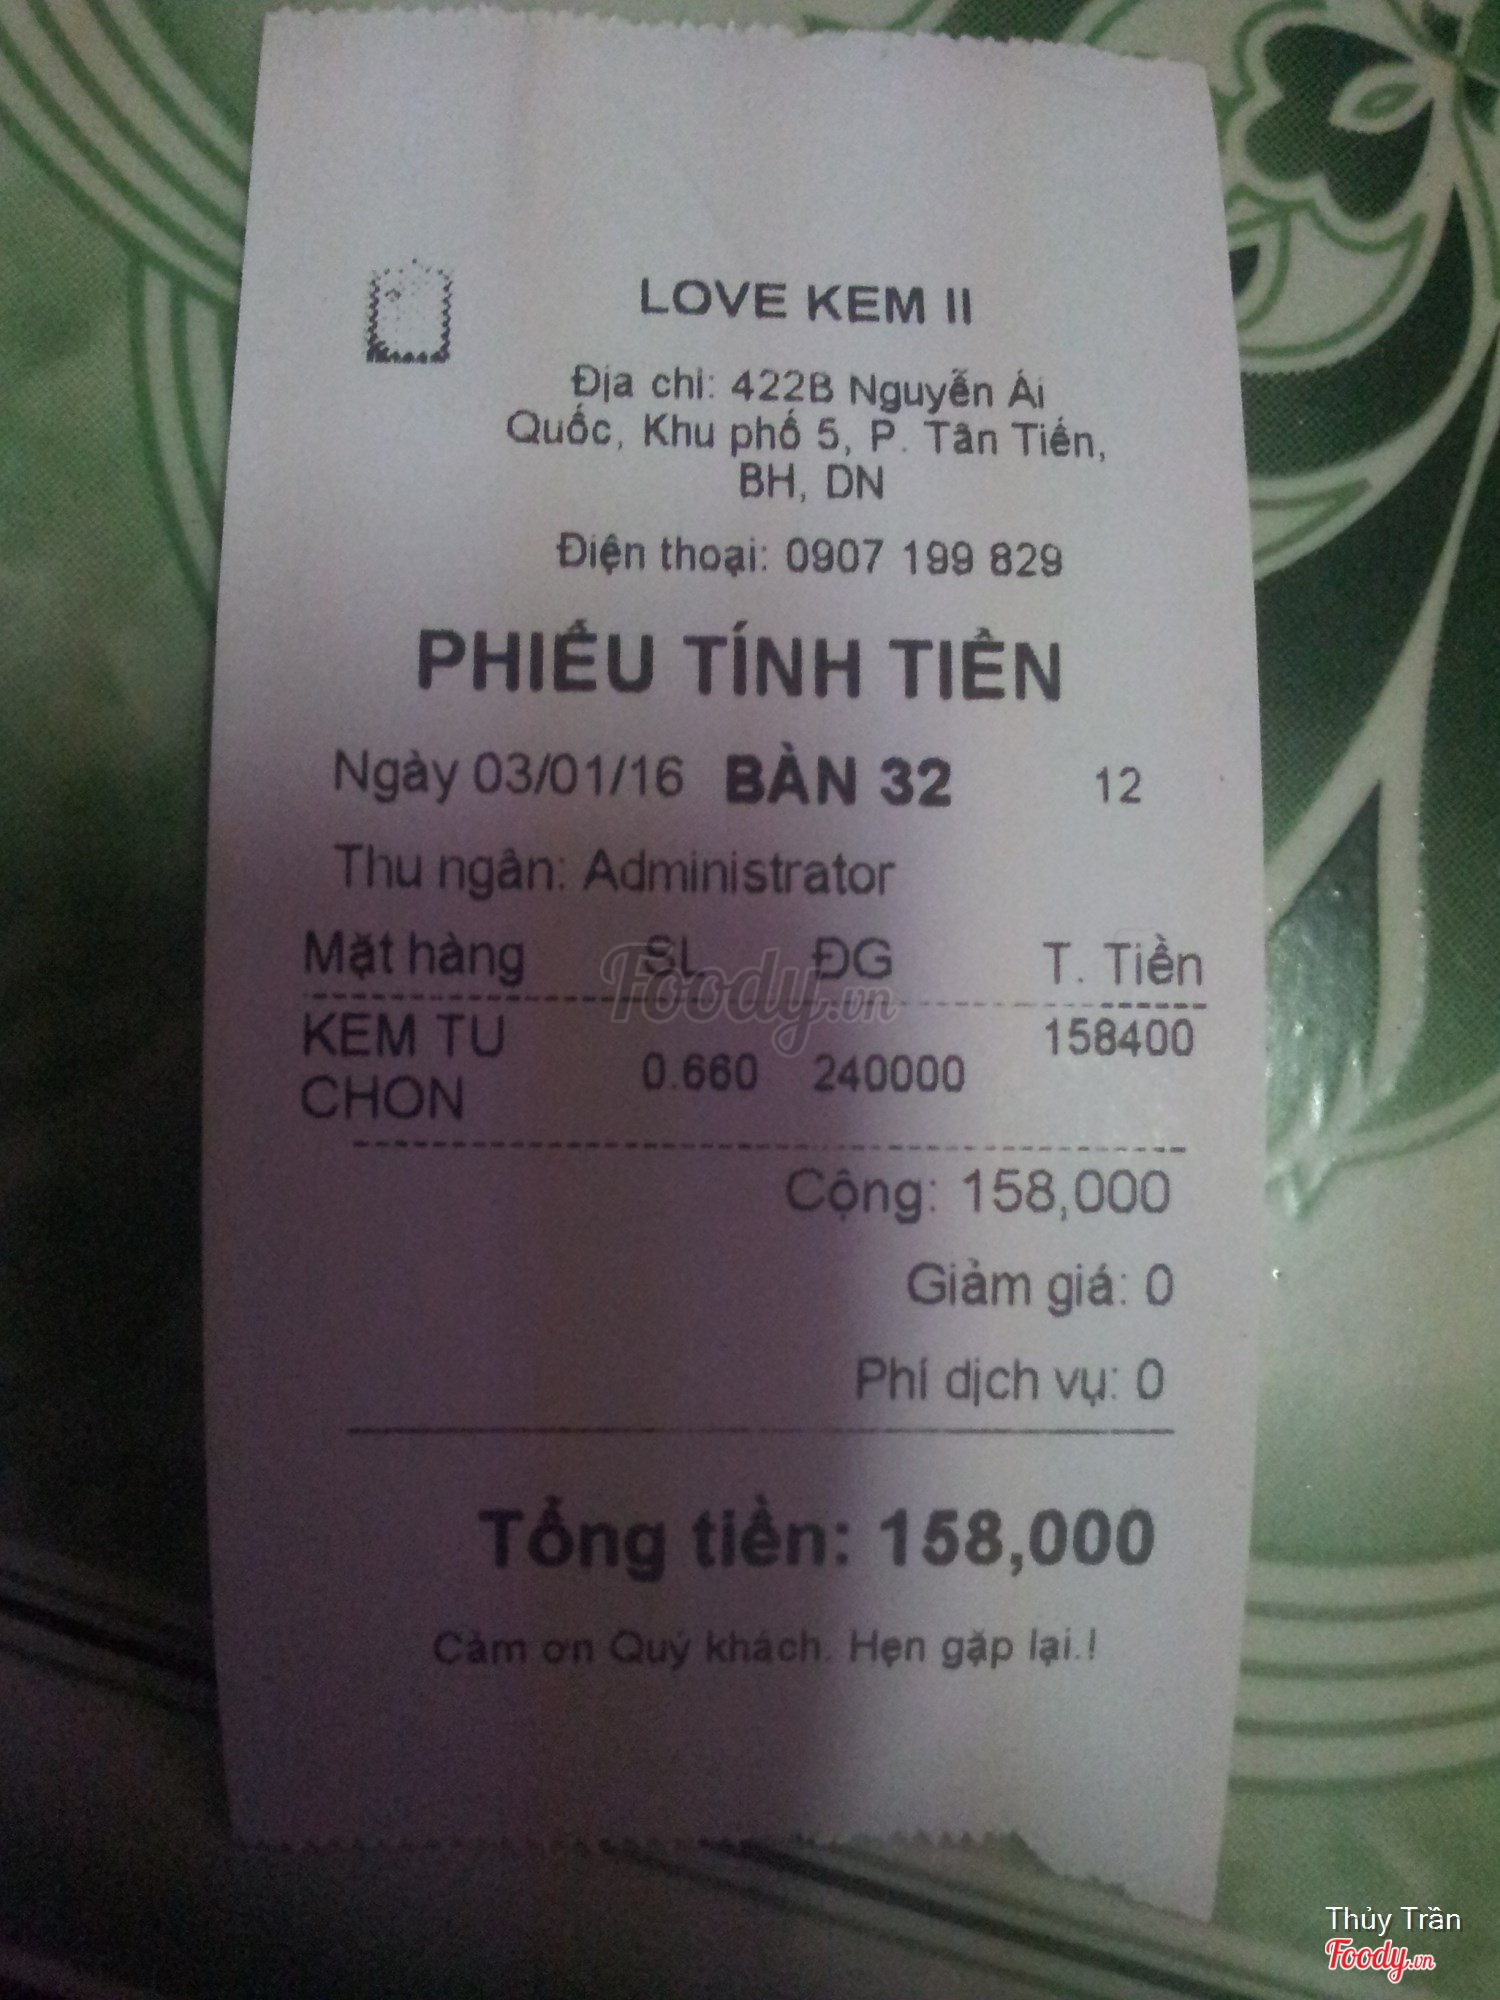 LOVE KEM II
Địa chỉ: 422B Nguyễn Ái
Quốc, Khu phố 5, P. Tân Tiến,
BH, DN
Điện thoại: 0907 199 829
PHIẾU TÍNH TIỀN
Ngày 03/01/16 BÀN 32 12
Thu ngân: Administrator
Mặt hàng SL ĐG T. Tiền
KEM TU
CHON 0.660 240000 158400
Cộng: 158,000
Giảm giá: 0
Phí dịch vụ: 0
Tổng tiền: 158,000
Cảm ơn Quý khách. Hẹn gặp lại.!
Foody.vn
Thủy Trần
Foody.vn